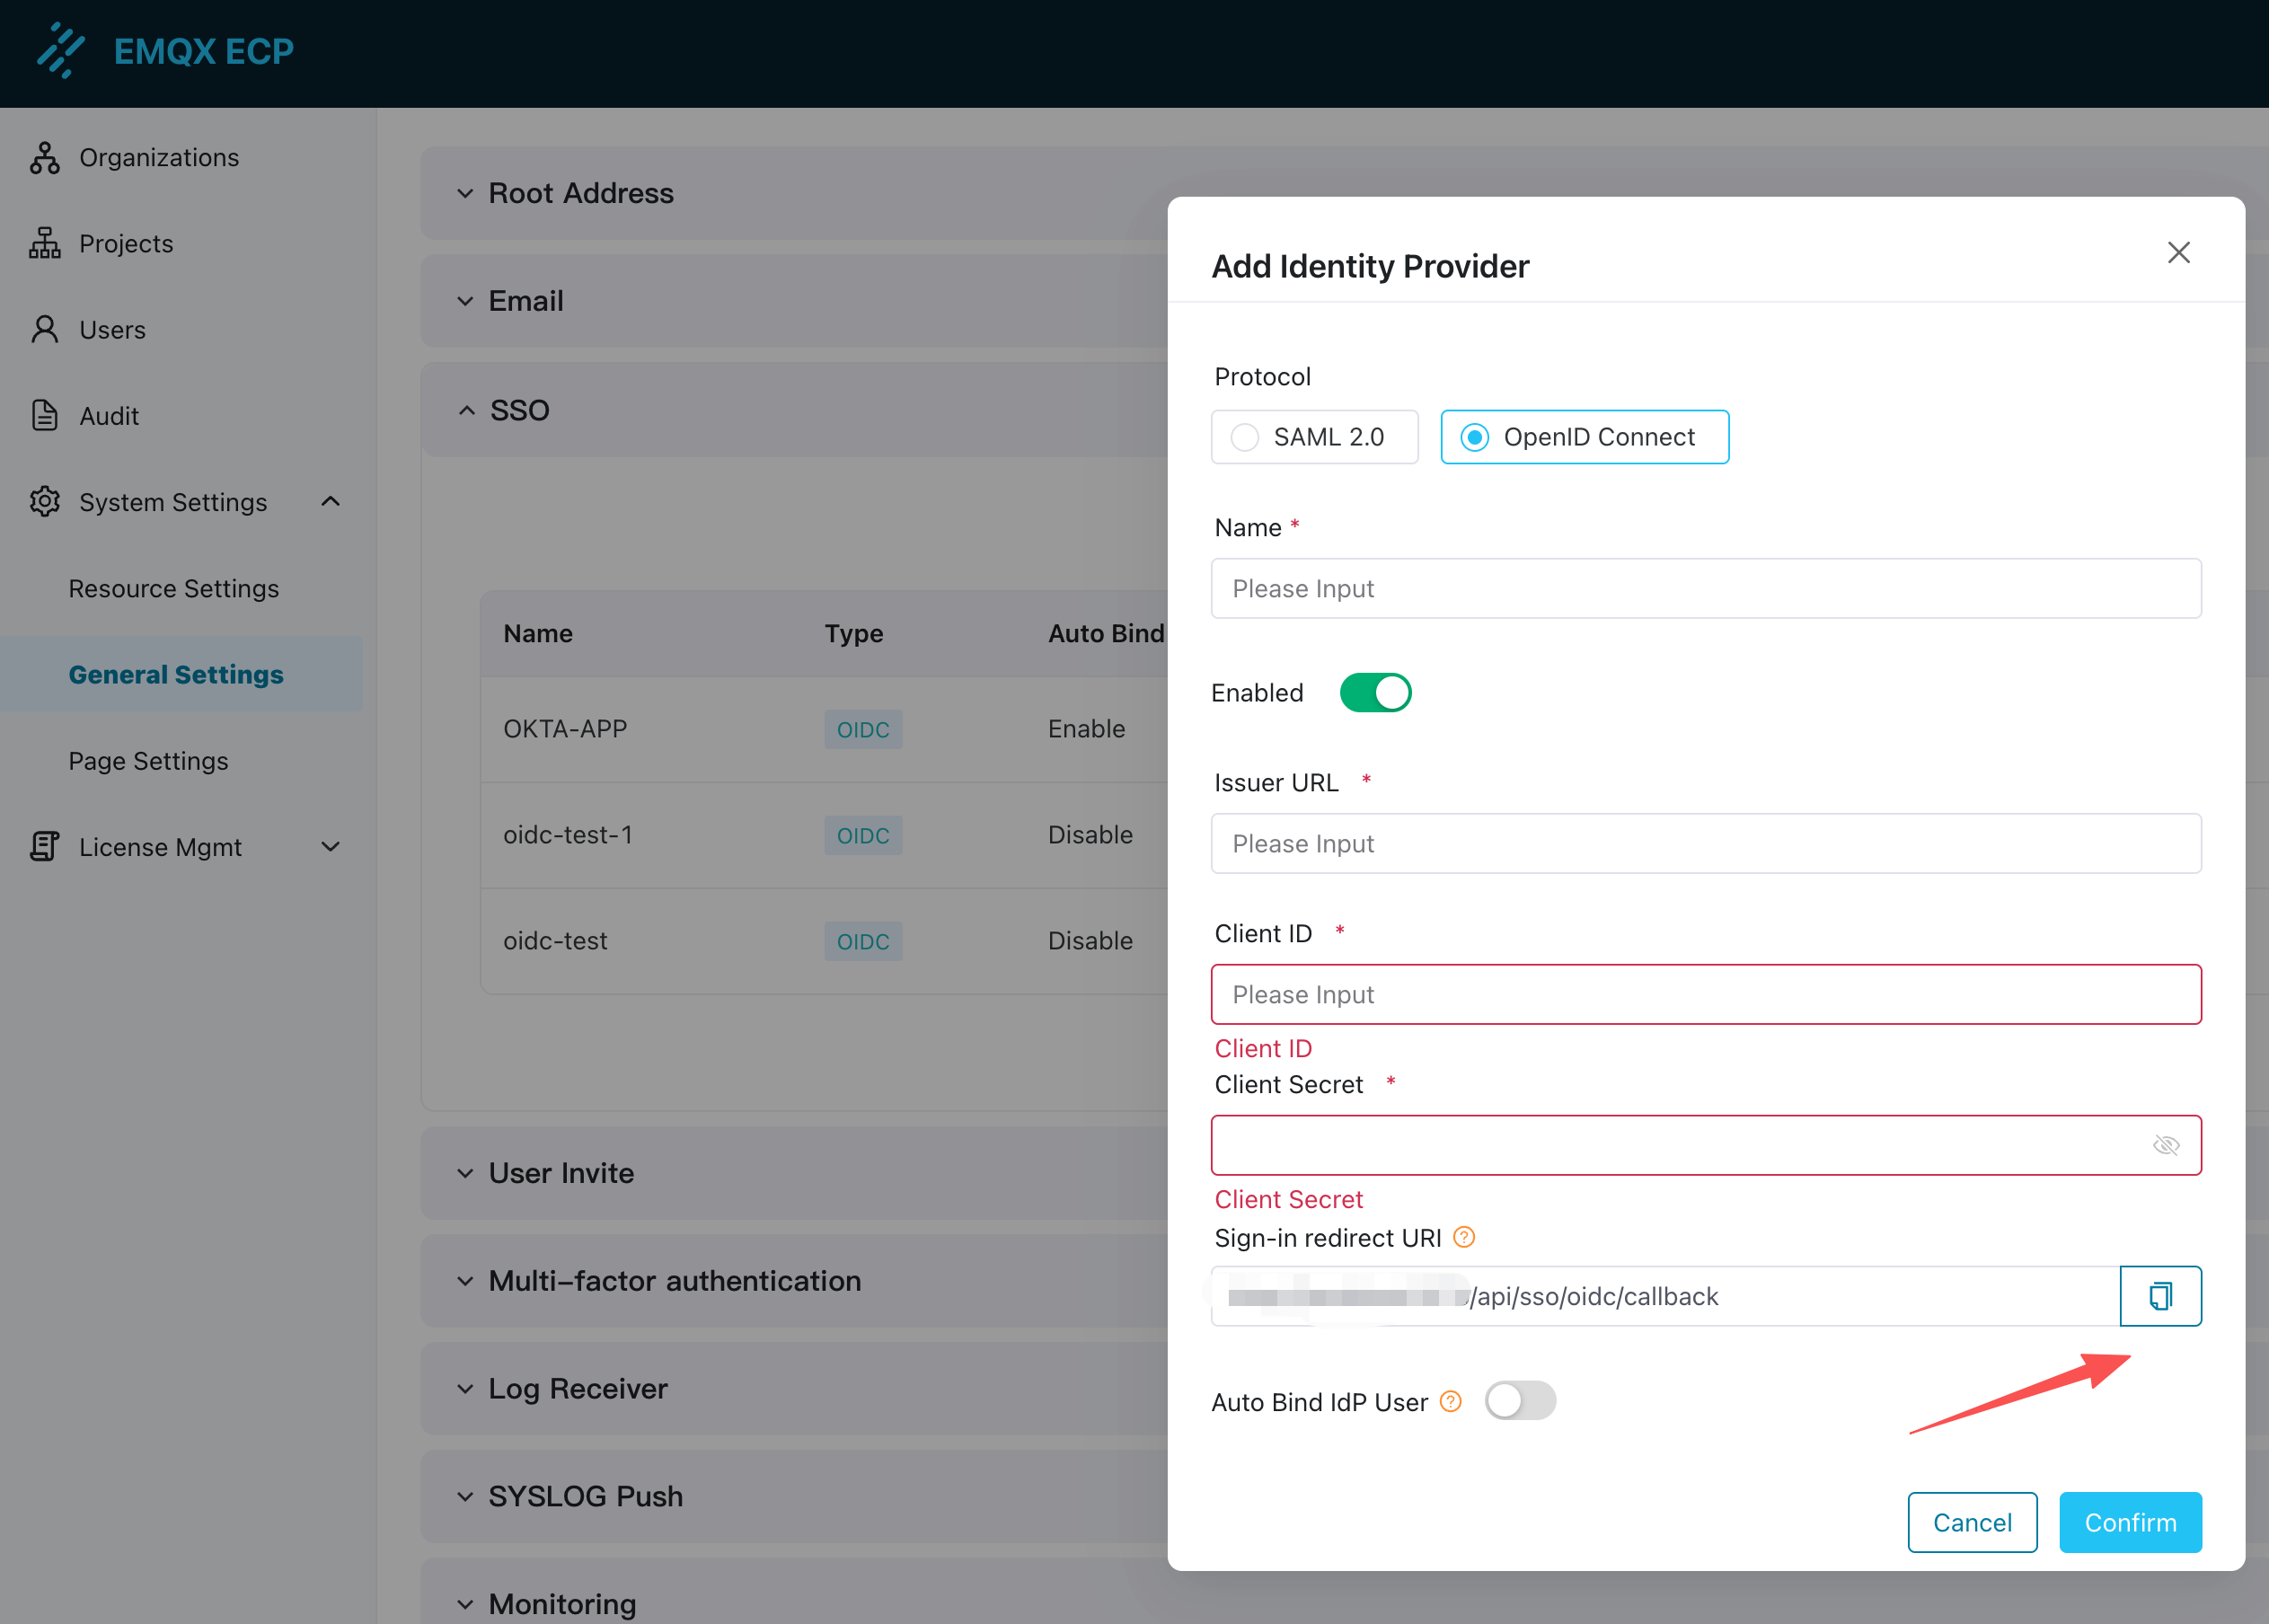 EMQX ECP
Organizations
Projects
Users
Audit
System Settings
Resource Settings
General Settings
Page Settings
License Mgmt
Root Address
Email
SSO
Name Type Auto Bind
OKTA-APP OIDC Enable
oidc-test-1 OIDC Disable
oidc-test OIDC Disable
User Invite
Multi-factor authentication
Log Receiver
SYSLOG Push
Monitoring
Add Identity Provider
Protocol
SAML 2.0 OpenID Connect
Name *
Please Input
Enabled
Issuer URL *
Please Input
Client ID *
Please Input
Client ID
Client Secret *
Client Secret
Sign-in redirect URI ?
/api/sso/oidc/callback
Auto Bind IdP User ?
Cancel Confirm